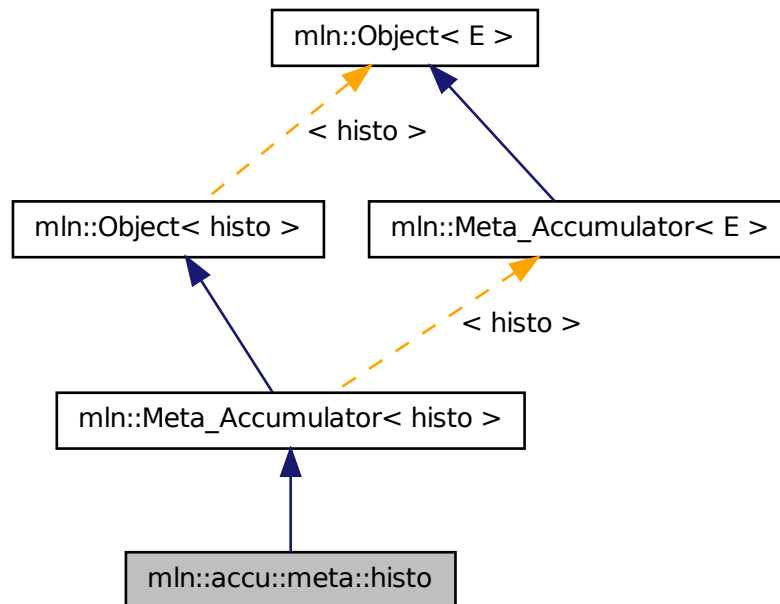 mln::Object< E >
< histo >
mln::Object< histo >
mln::Meta_Accumulator< E >
< histo >
mln::Meta_Accumulator< histo >
mln::accu::meta::histo